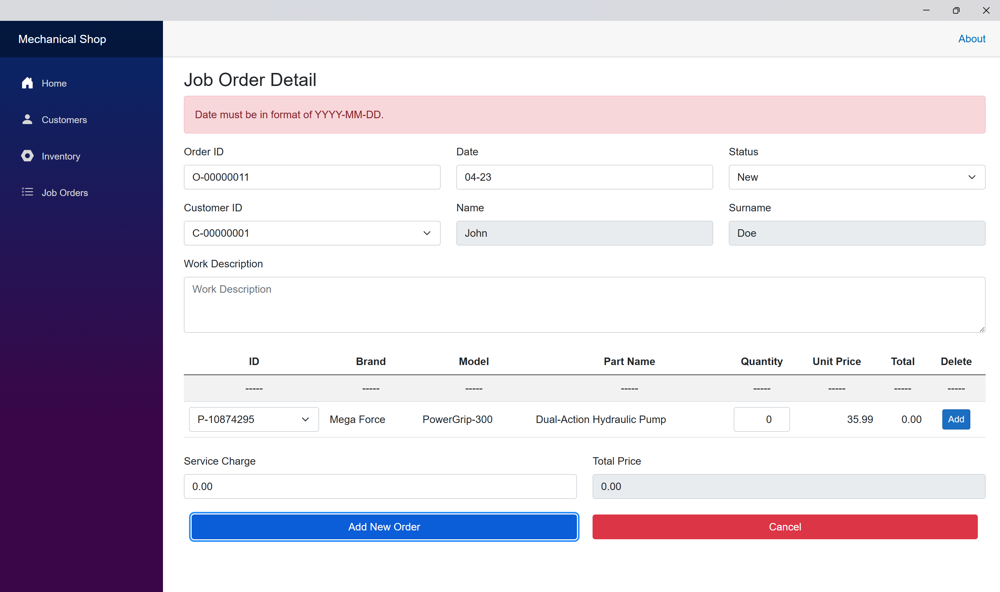 Mechanical Shop
About
Home
Customers
Inventory
Job Orders
Job Order Detail
Date must be in format of YYYY-MM-DD.
Order ID Date Status
O-00000011 04-23 New
Customer ID Name Surname
C-00000001 John Doe
Work Description
Work Description
ID Brand Model Part Name Quantity Unit Price Total Delete
----- ----- ----- ----- ----- ----- ----- -----
P-10874295 Mega Force PowerGrip-300 Dual-Action Hydraulic Pump 0 35.99 0.00 Add
Service Charge Total Price
0.00 0.00
Add New Order Cancel